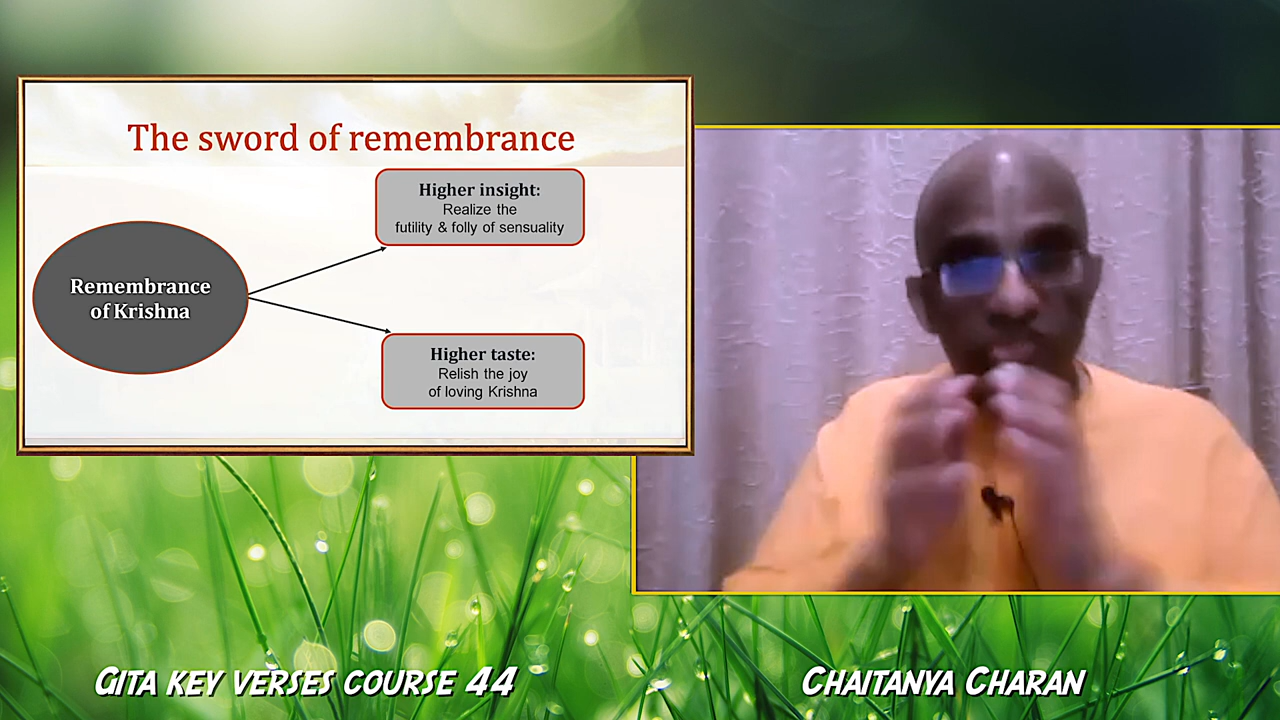 The sword of remembrance
Higher insight:
Realize the
futility & folly of sensuality
Remembrance
of Krishna
Higher taste:
Relish the joy
of loving Krishna
GITA KEY VERSES COURSE 44
CHAITANYA CHARAN